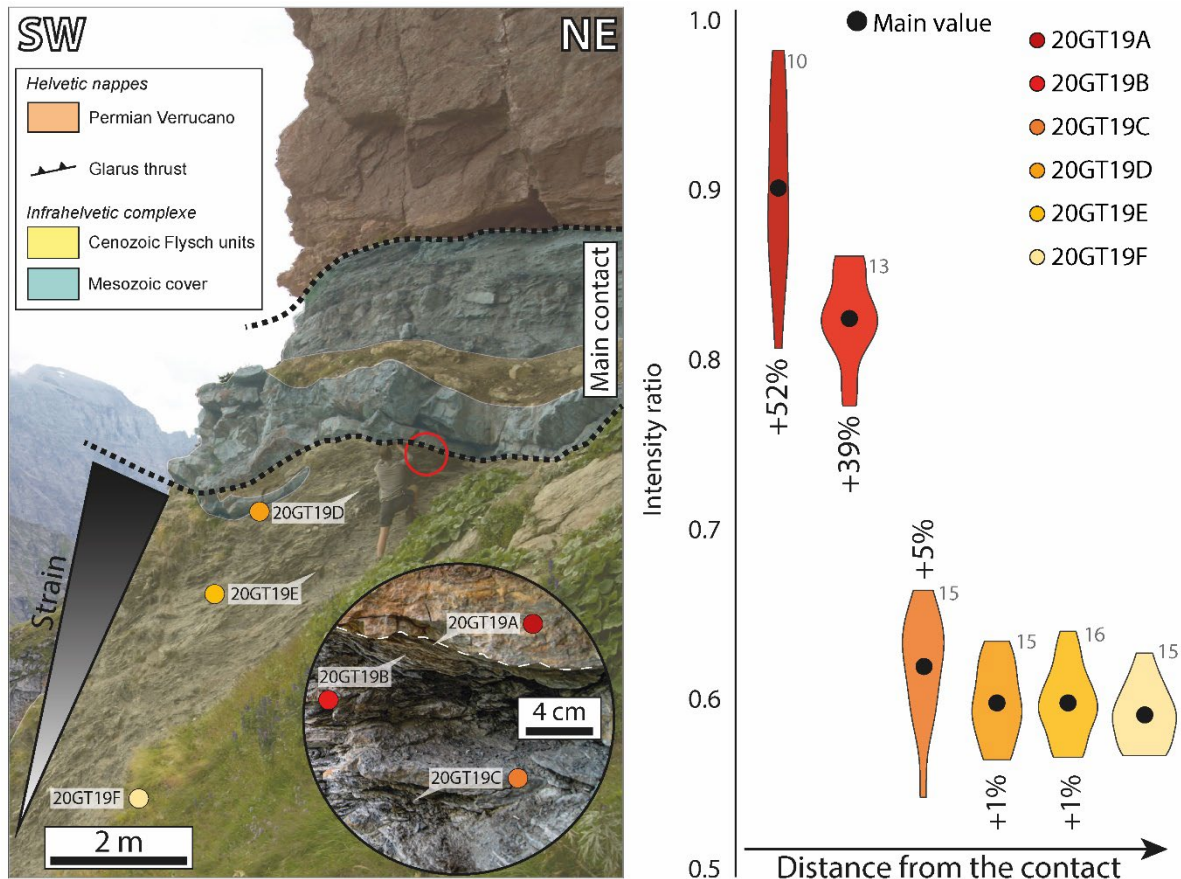 SW
NE
Helvetic nappes
Permian Verrucano
Glarus thrust
Infrahelvetic complexe
Cenozoic Flysch units
Mesozoic cover
Main contact
20GT19D
20GT19E
Strain
20GT19A
20GT19B
4 cm
20GT19C
20GT19F
2 m
1.0
0.9
0.8
0.7
0.6
0.5
Intensity ratio
Main value
20GT19A
20GT19B
20GT19C
20GT19D
20GT19E
20GT19F
10
+52%
13
+39%
+5%
15
15
+1%
16
+1%
15
Distance from the contact